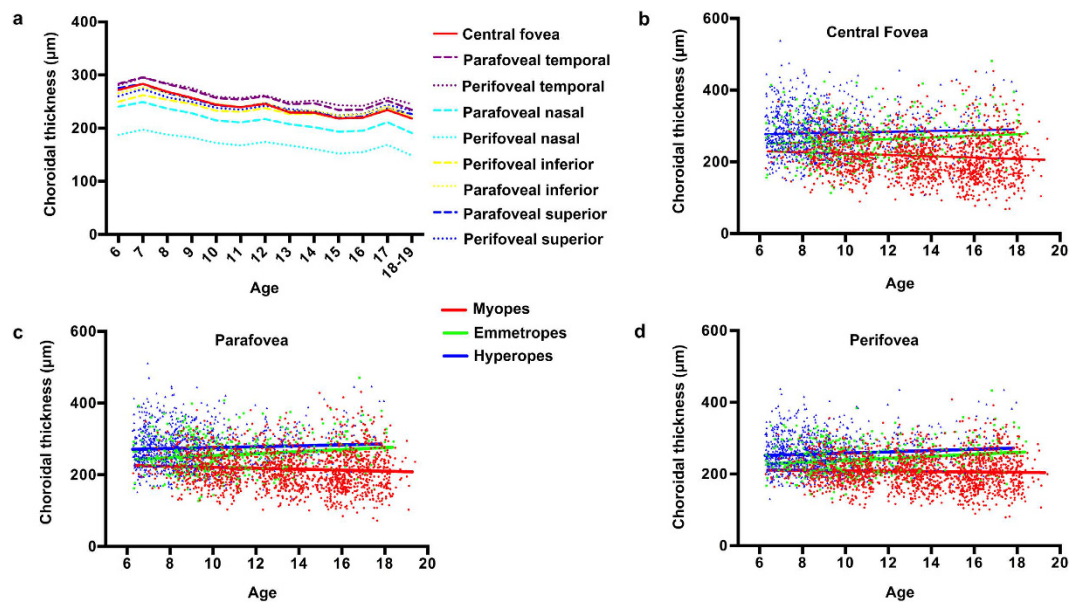 a
400
300
200
100
0
Choroidal thickness (μm)
6
7
8
9
10
11
12
13
14
15
16
17
18-19
Age
Central fovea
Parafoveal temporal
Perifoveal temporal
Parafoveal nasal
Perifoveal nasal
Perifoveal inferior
Parafoveal inferior
Parafoveal superior
Perifoveal superior
b
Central Fovea
600
400
200
0
Choroidal thickness (μm)
6 8 10 12 14 16 18 20
Age
Myopes
Emmetropes
Hyperopes
c
Parafovea
600
400
200
0
Choroidal thickness (μm)
6 8 10 12 14 16 18 20
Age
d
Perifovea
600
400
200
0
Choroidal thickness (μm)
6 8 10 12 14 16 18 20
Age